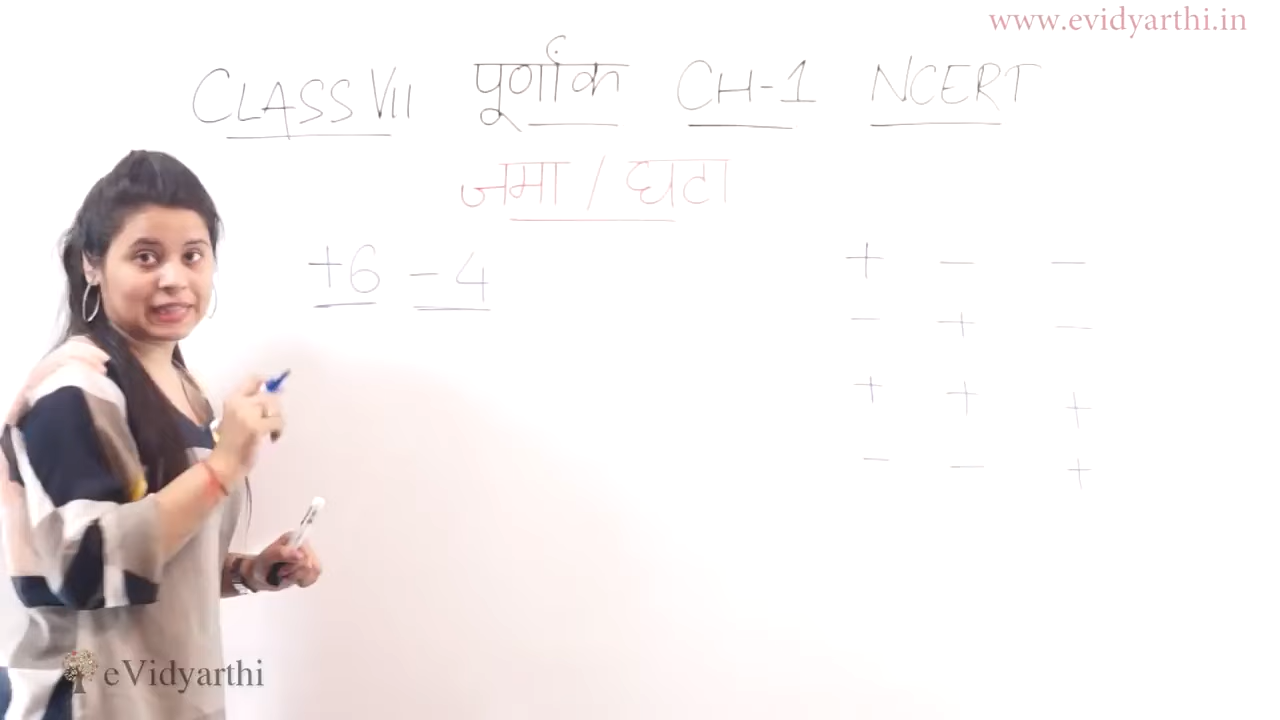 www.evidyarthi.in
CLASS VII पूर्णांक CH-1 NCERT
जमा / घटा
+6 -4
+ - -
- + -
+ + +
- - +
eVidyarthi